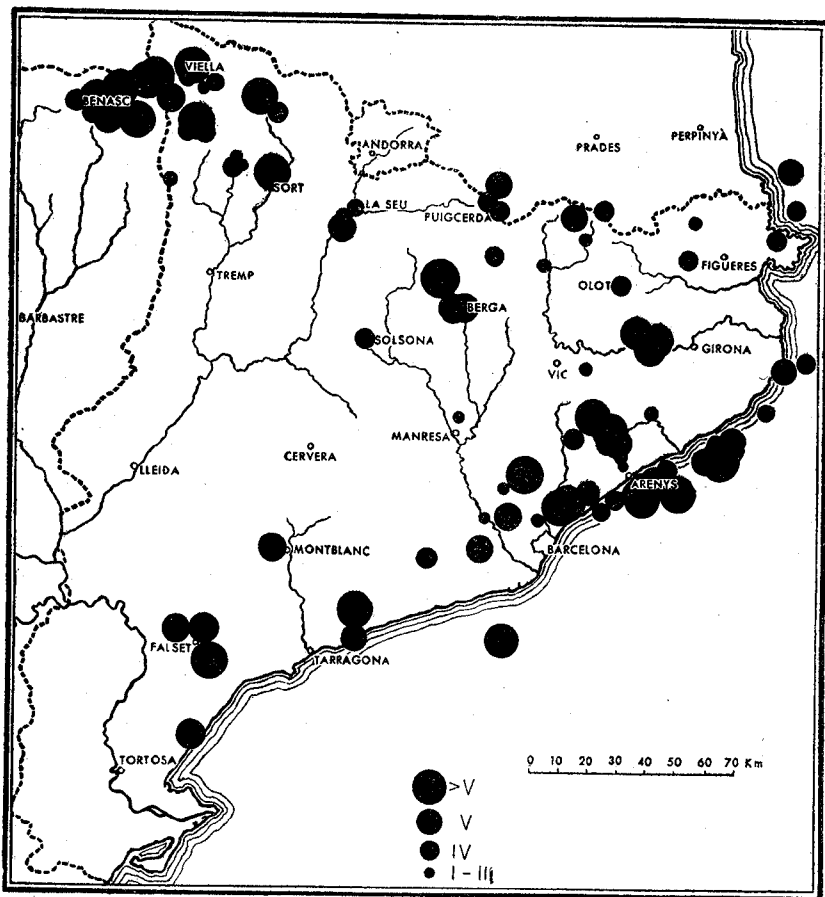 VIELLA
BENASC
ANDORRA
PRADES
PERPINYÀ
SORT
LA SEU
PUIGCERDA
TREMP
OLOT
FIGUERES
BARBASTRE
BERGA
SOLSONA
VIC
GIRONA
MANRESA
CERVERA
LLEIDA
ARENYS
MONTBLANC
BARCELONA
FALSET
TARRAGONA
TORTOSA
0 10 20 30 40 50 60 70 Km
>V
V
IV
I-III